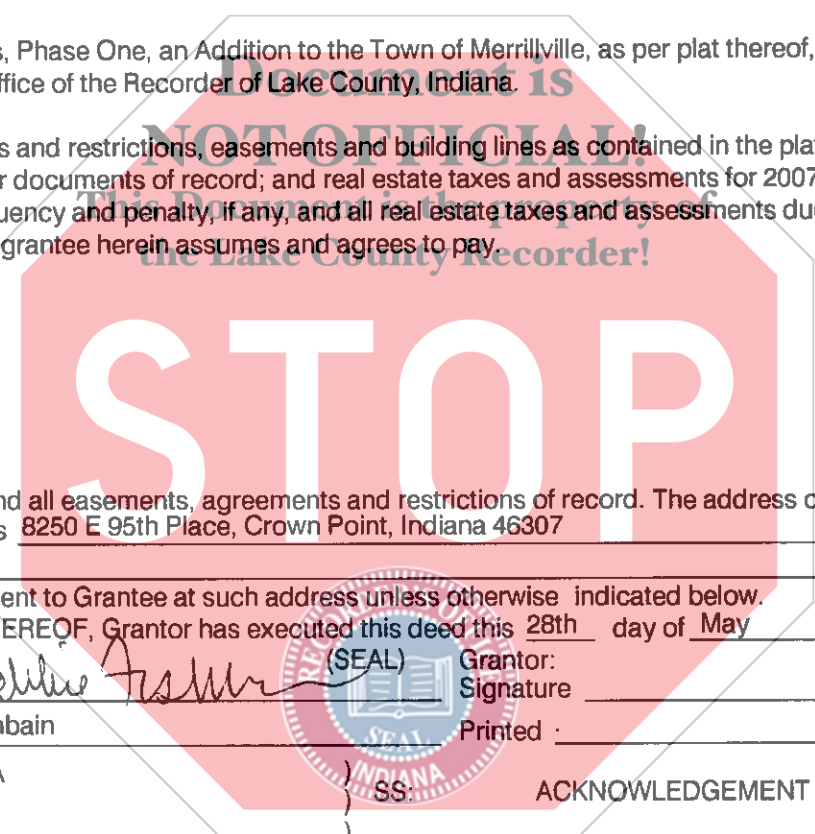 s, Phase One, an Addition to the Town of Merrillville, as per plat thereof,
ffice of the Recorder of Lake County, Indiana.
Document is
NOT OFFICIAL!
s and restrictions, easements and building lines as contained in the plat
r documents of record; and real estate taxes and assessments for 2007
This Document is the property of
uency and penalty, if any, and all real estate taxes and assessments du
grantee herein assumes and agrees to pay.
the Lake County Recorder!
STOP
nd all easements, agreements and restrictions of record. The address o
s 8250 E 95th Place, Crown Point, Indiana 46307
ent to Grantee at such address unless otherwise indicated below.
EREOF, Grantor has executed this deed this 28th day of May
(SEAL) Grantor:
Signature
bain
Printed
RECORDER'S OFFICE
SEAL
INDIANA
A
) SS: ACKNOWLEDGEMENT
)